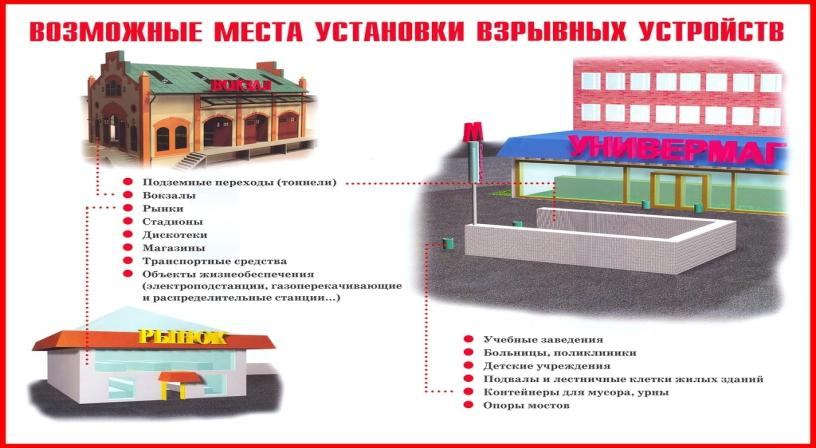 ВОЗМОЖНЫЕ МЕСТА УСТАНОВКИ ВЗРЫВНЫХ УСТРОЙСТВ
ВОКЗАЛ
М
УНИВЕРМАГ
Подземные переходы (тоннели)
Вокзалы
Рынки
Стадионы
Дискотеки
Магазины
Транспортные средства
Объекты жизнеобеспечения
(электроподстанции, газоперекачивающие
и распределительные станции...)
РЫНОК
Учебные заведения
Больницы, поликлиники
Детские учреждения
Подвалы и лестничные клетки жилых зданий
Контейнеры для мусора, урны
Опоры мостов